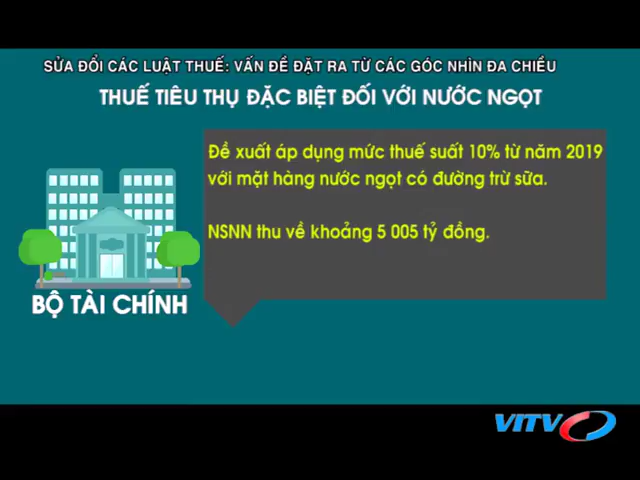 SỬA ĐỔI CÁC LUẬT THUẾ: VẤN ĐỀ ĐẶT RA TỪ CÁC GÓC NHÌN ĐA CHIỀU
THUẾ TIÊU THỤ ĐẶC BIỆT ĐỐI VỚI NƯỚC NGỌT
Đề xuất áp dụng mức thuế suất 10% từ năm 2019
với mặt hàng nước ngọt có đường trừ sữa.
NSNN thu về khoảng 5 005 tỷ đồng.
BỘ TÀI CHÍNH
VITV